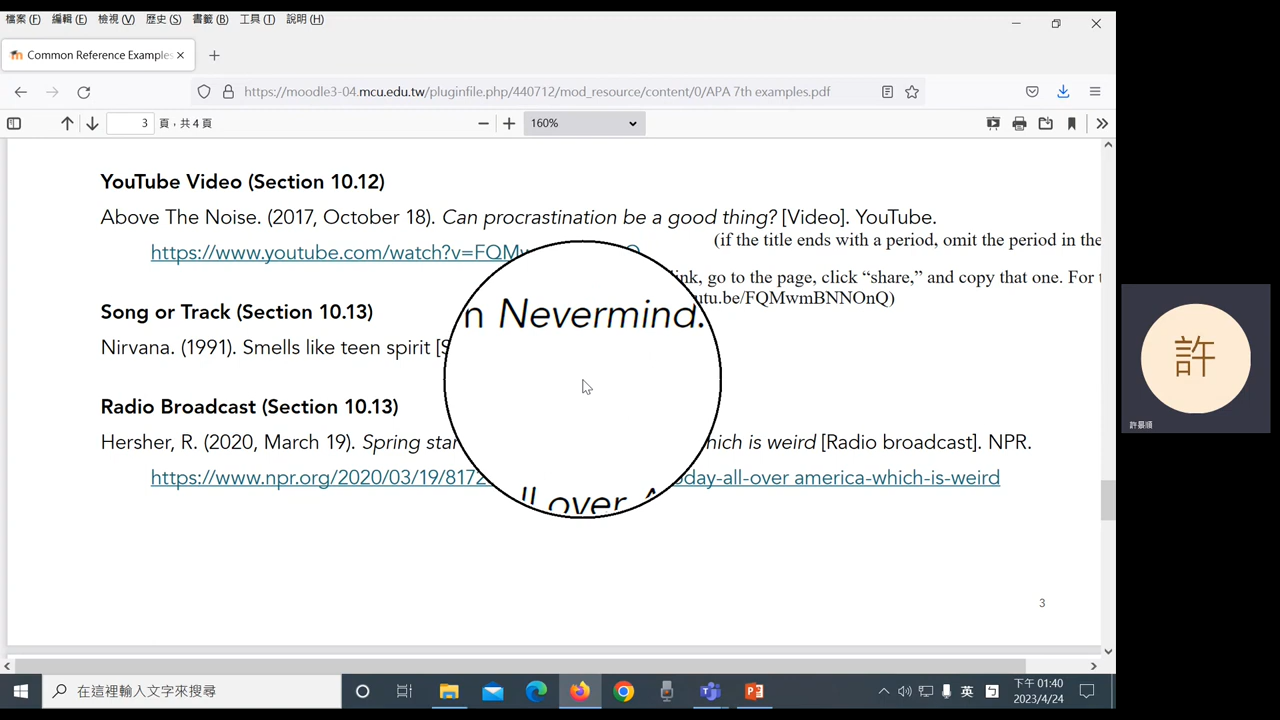 檔案 (F) 編輯 (E) 檢視 (V) 歷史 (S) 書籤 (B) 工具 (T) 說明 (H)
Common Reference Examples
https://moodle3-04.mcu.edu.tw/pluginfile.php/440712/mod_resource/content/0/APA 7th examples.pdf
3 頁，共 4 頁 160%
YouTube Video (Section 10.12)
Above The Noise. (2017, October 18). Can procrastination be a good thing? [Video]. YouTube.
(if the title ends with a period, omit the period in the
https://www.youtube.com/watch?v=FQM
link, go to the page, click “share,” and copy that one. For
utu.be/FQMwmBNNOnQ)
Song or Track (Section 10.13)
n Nevermind.
Nirvana. (1991). Smells like teen spirit
Radio Broadcast (Section 10.13)
Hersher, R. (2020, March 19). Spring hich is weird [Radio broadcast]. NPR.
https://www.npr.org/2020/03/19/8172 day-all-over america-which-is-weird
ll over
3
許
許景順
在這裡輸入文字來搜尋
英
下午 01:40
2023/4/24